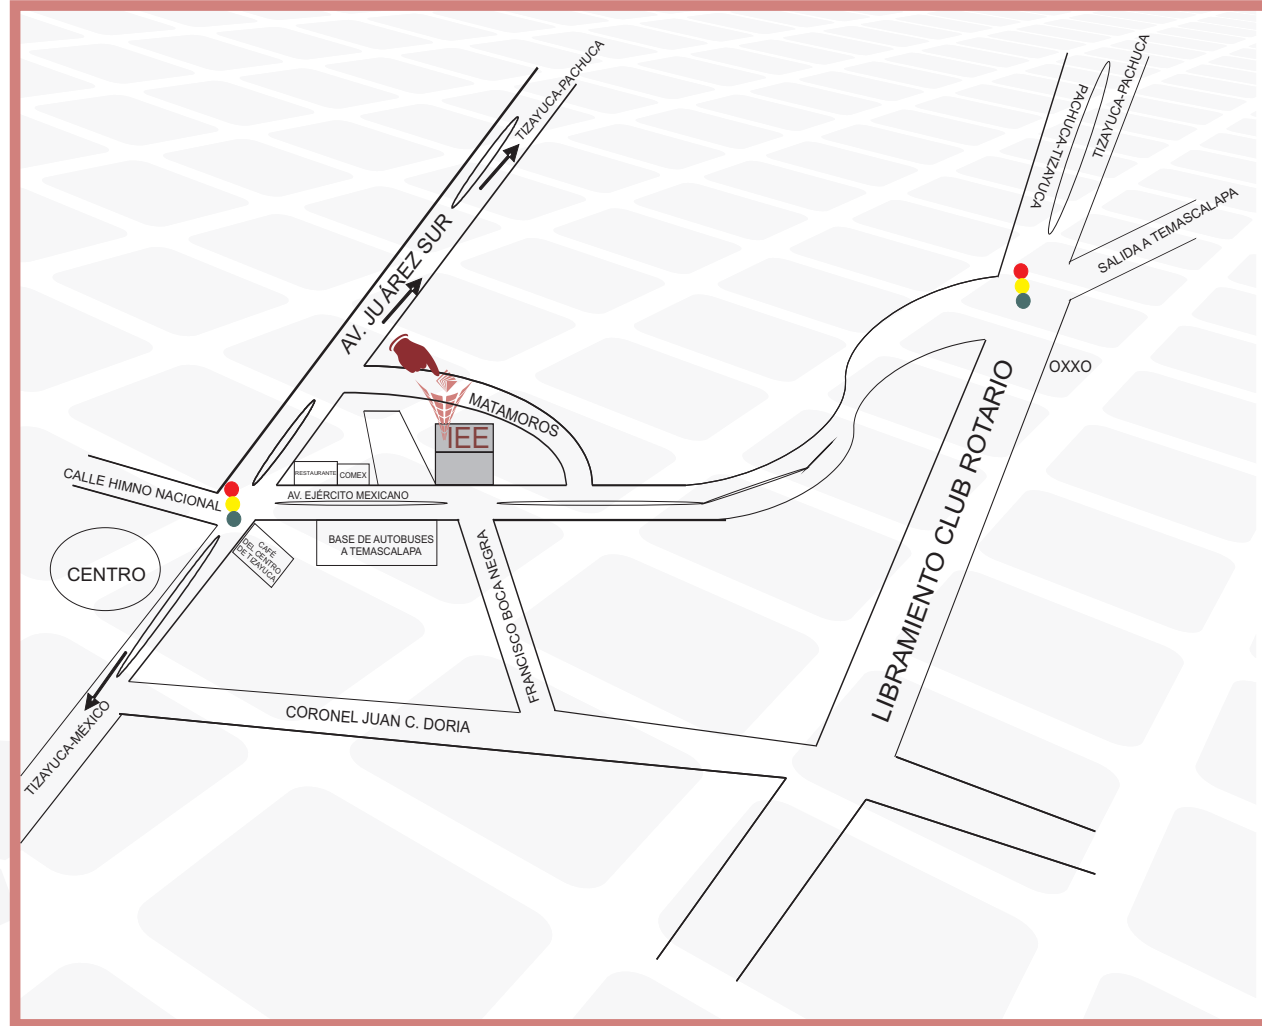 TIZAYUCA-PACHUCA
AV. JUÁREZ SUR
PACHUCA-TIZAYUCA
TIZAYUCA-PACHUCA
SALIDA A TEMASCALAPA
OXXO
LIBRAMIENTO CLUB ROTARIO
MATAMOROS
IEE
RESTAURANTE
COMEX
CALLE HIMNO NACIONAL
AV. EJÉRCITO MEXICANO
CAFÉ
DEL CENTRO
DE TIZAYUCA
BASE DE AUTOBUSES
A TEMASCALAPA
CENTRO
FRANCISCO BOCA NEGRA
CORONEL JUAN C. DORIA
TIZAYUCA-MÉXICO